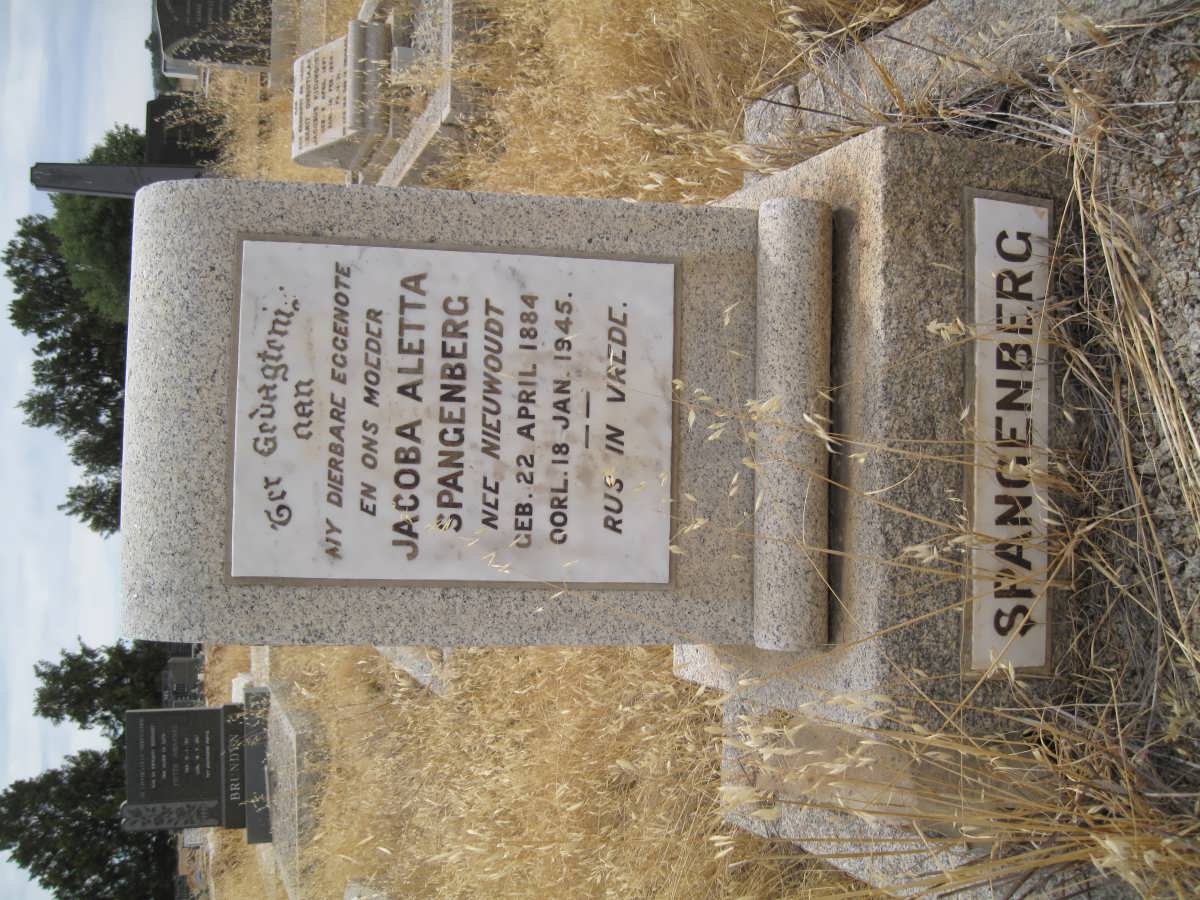 Ter Gedagtenis
aan
MY DIERBARE EGGENOTE
EN ONS MOEDER
JACOBA ALETTA
SPANGENBERG
NEE NIEUWOUDT
GEB. 22 APRIL 1884
OORL. 18 JAN. 1945.
RUS IN VREDE.
SPANGENBERG
BRUNDYN